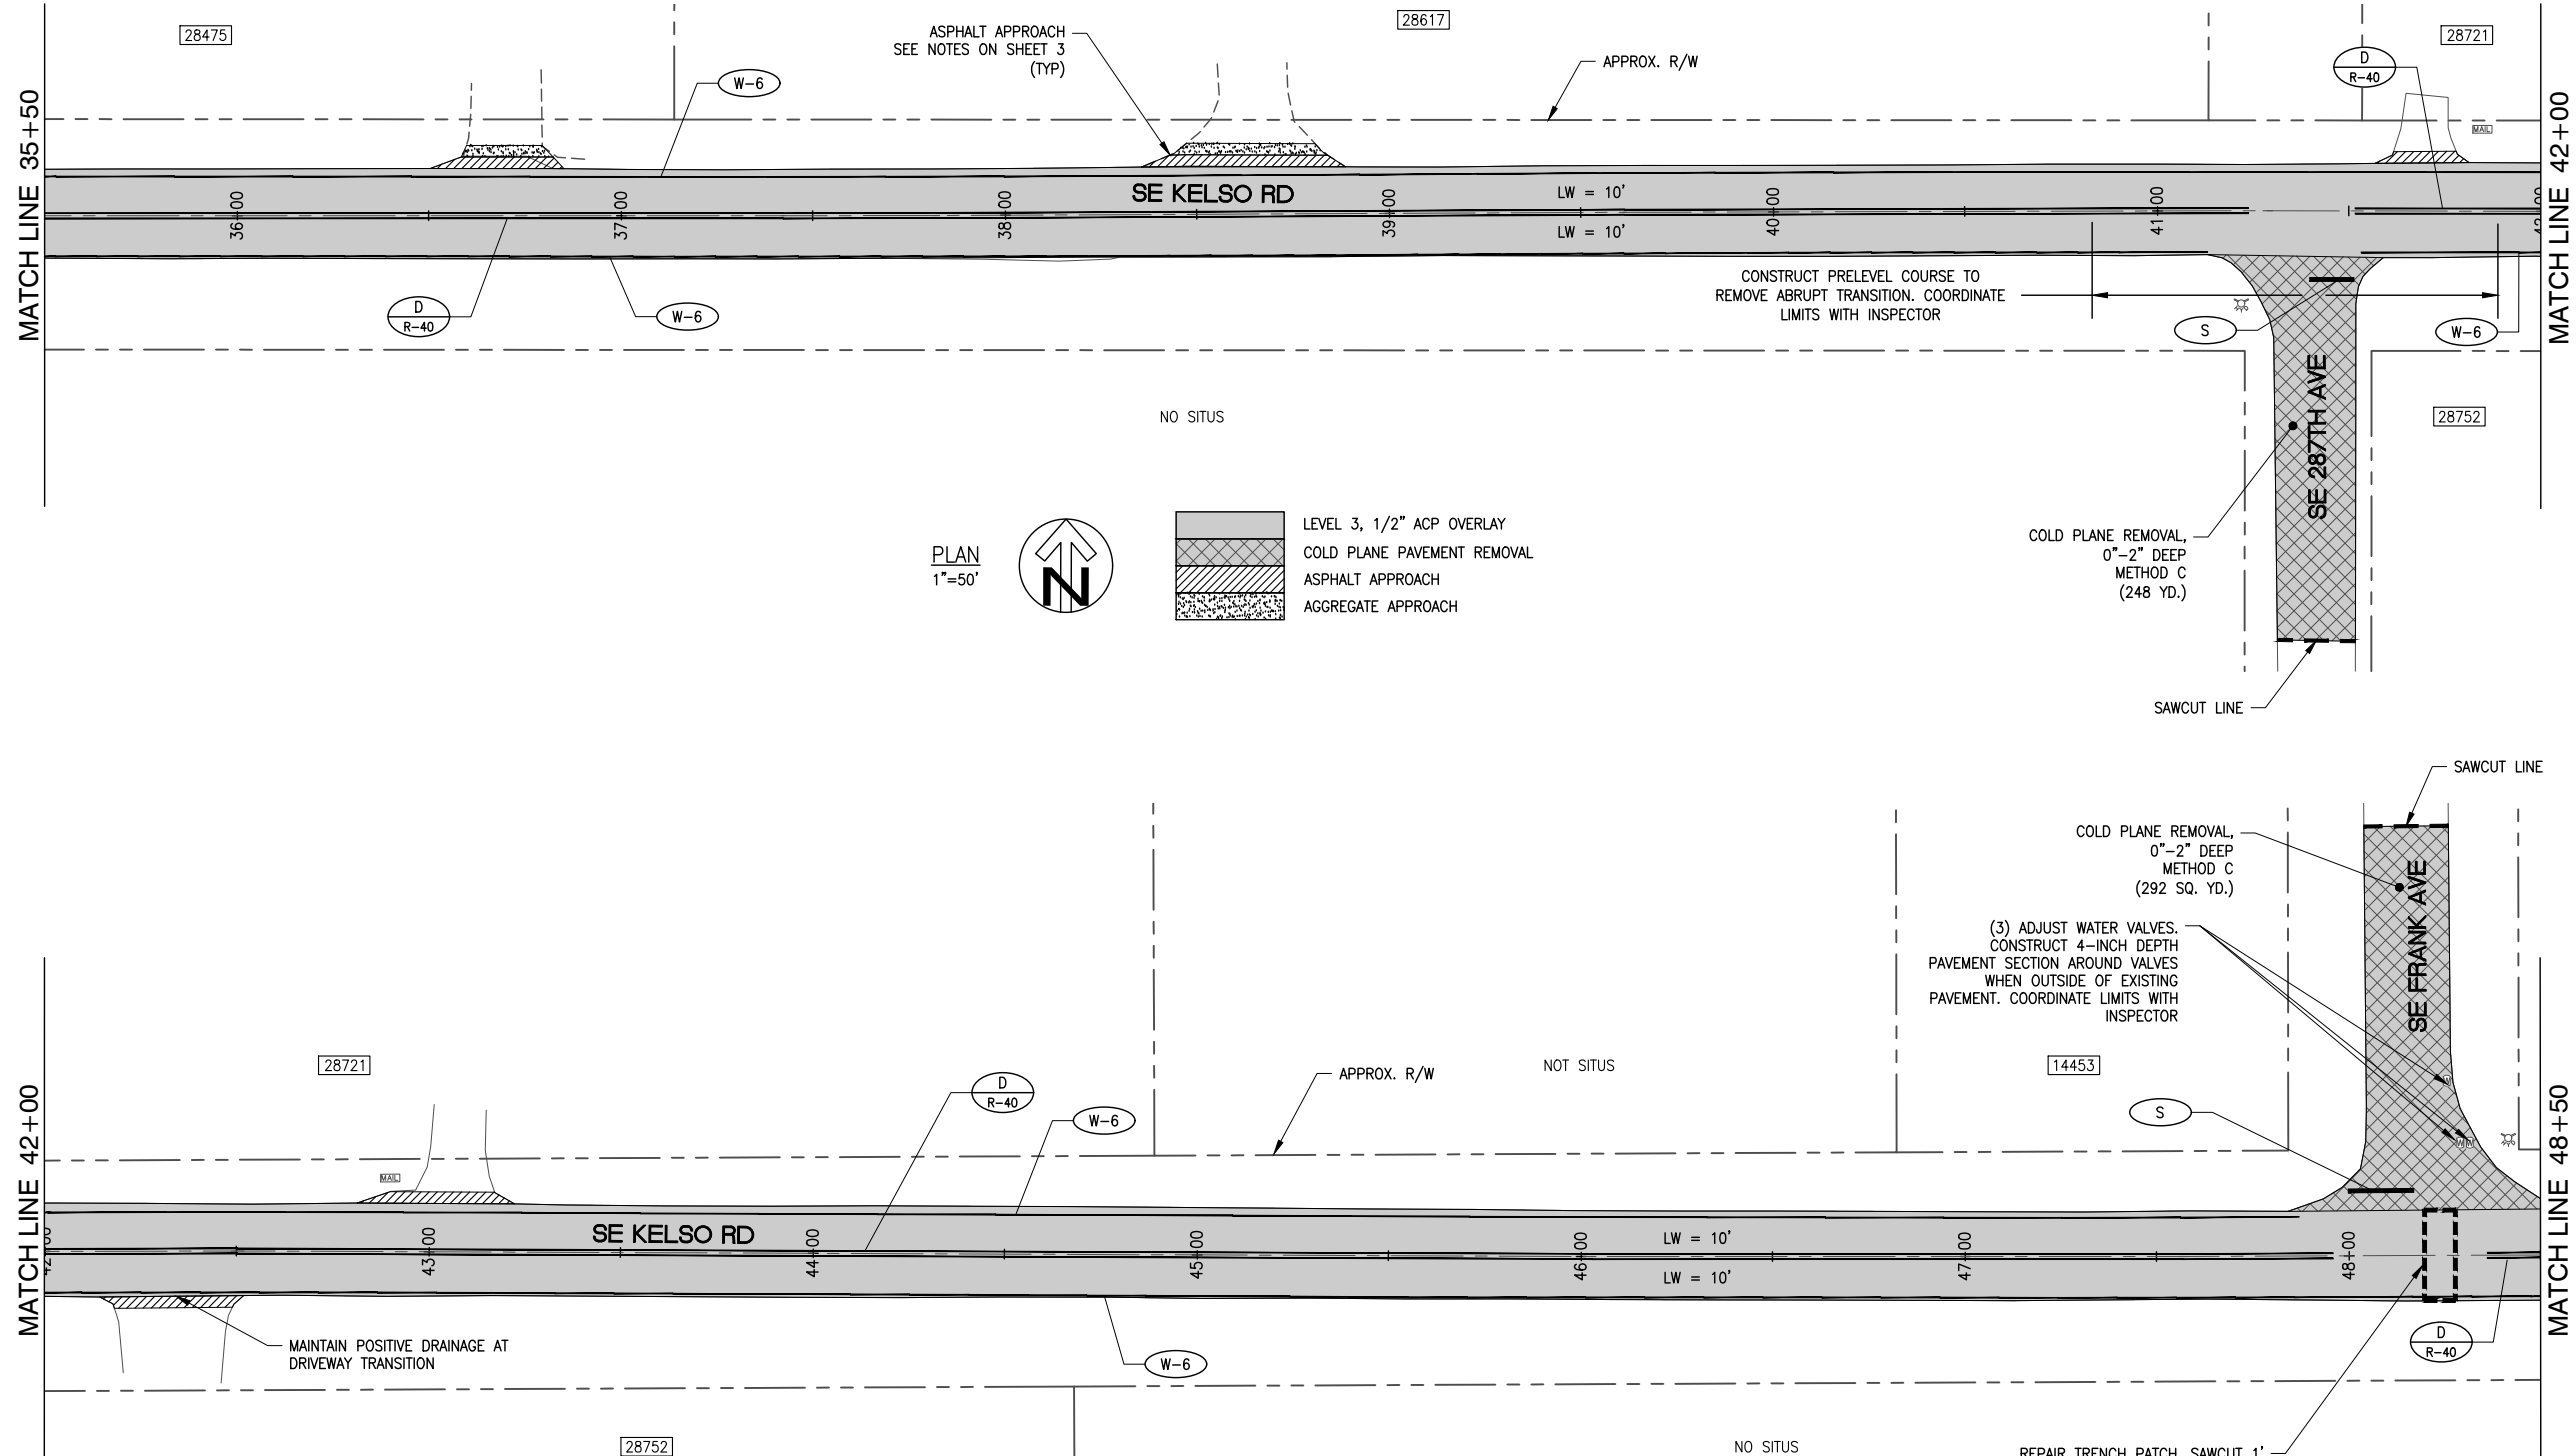 28475
ASPHALT APPROACH
SEE NOTES ON SHEET 3
(TYP)
28617
APPROX. R/W
28721
D
R-40
W-6
MAIL
MATCH LINE 35+50
MATCH LINE 42+00
SE KELSO RD
LW = 10'
LW = 10'
36+00
37+00
38+00
39+00
40+00
41+00
D
R-40
W-6
CONSTRUCT PRELEVEL COURSE TO
REMOVE ABRUPT TRANSITION. COORDINATE
LIMITS WITH INSPECTOR
S
W-6
SE 287TH AVE
NO SITUS
28752
PLAN
1"=50'
N
LEVEL 3, 1/2" ACP OVERLAY
COLD PLANE PAVEMENT REMOVAL
ASPHALT APPROACH
AGGREGATE APPROACH
COLD PLANE REMOVAL,
0"-2" DEEP
METHOD C
(248 YD.)
SAWCUT LINE
SAWCUT LINE
COLD PLANE REMOVAL,
0"-2" DEEP
METHOD C
(292 SQ. YD.)
SE FRANK AVE
(3) ADJUST WATER VALVES.
CONSTRUCT 4-INCH DEPTH
PAVEMENT SECTION AROUND VALVES
WHEN OUTSIDE OF EXISTING
PAVEMENT. COORDINATE LIMITS WITH
INSPECTOR
28721
D
R-40
W-6
APPROX. R/W
NOT SITUS
14453
S
MAIL
MATCH LINE 42+00
MATCH LINE 48+50
SE KELSO RD
LW = 10'
LW = 10'
43+00
44+00
45+00
46+00
47+00
48+00
MAINTAIN POSITIVE DRAINAGE AT
DRIVEWAY TRANSITION
W-6
D
R-40
28752
NO SITUS
REPAIR TRENCH PATCH. SAWCUT 1'